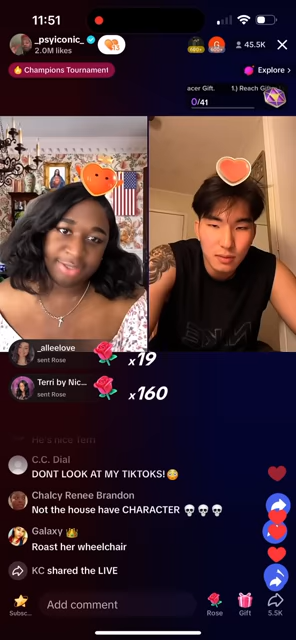 11:51
_psyiconic_
2.0M likes
45.5K
Champions Tournament
Explore >
acer Gift. 1.) Reach G
0/41
_alleelove
sent Rose
x19
Terri by Nic...
sent Rose
x160
He's nice Terri
C.C. Dial
DONT LOOK AT MY TIKTOKS!
Chalcy Renee Brandon
Not the house have CHARACTER
Galaxy
Roast her wheelchair
KC shared the LIVE
Subsc...
Add comment
Rose
Gift
5.5K